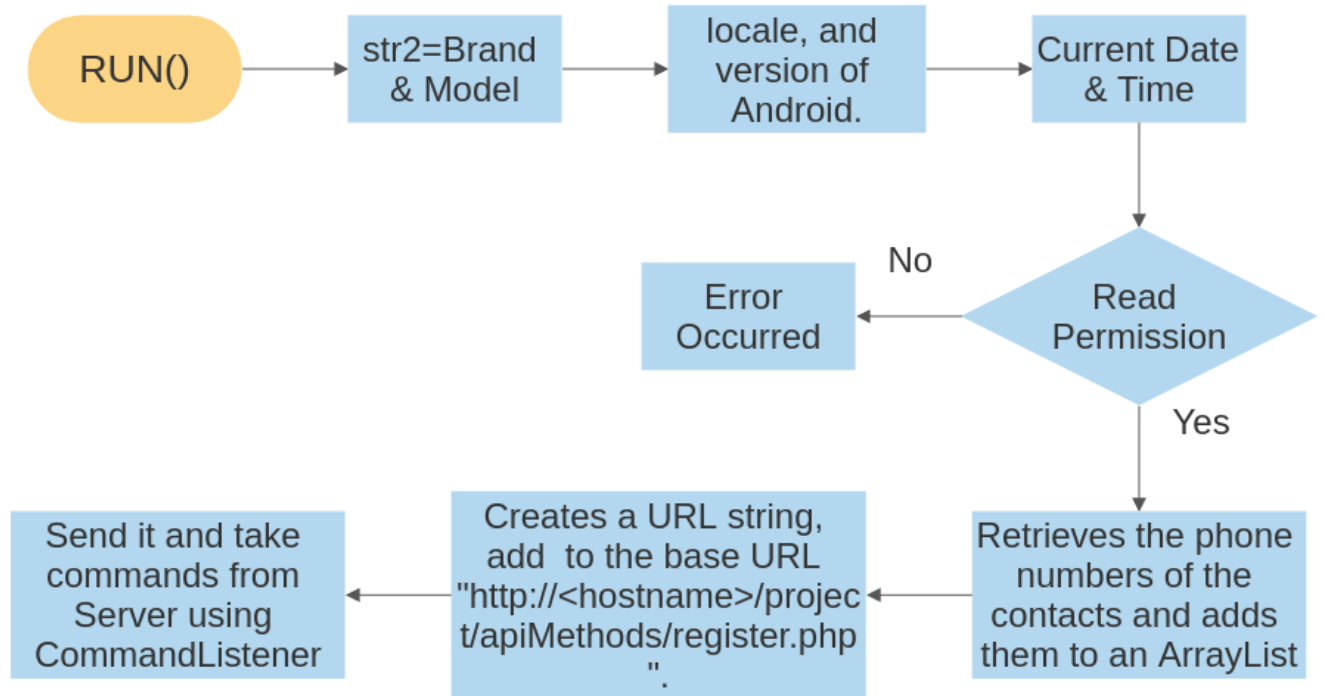 RUN()
str2=Brand
& Model
locale, and
version of
Android.
Current Date
& Time
No
Error
Occurred
Read
Permission
Yes
Send it and take
commands from
Server using
CommandListener
Creates a URL string,
add  to the base URL
"http://<hostname>/projec
t/apiMethods/register.php
".
Retrieves the phone
numbers of the
contacts and adds
them to an ArrayList